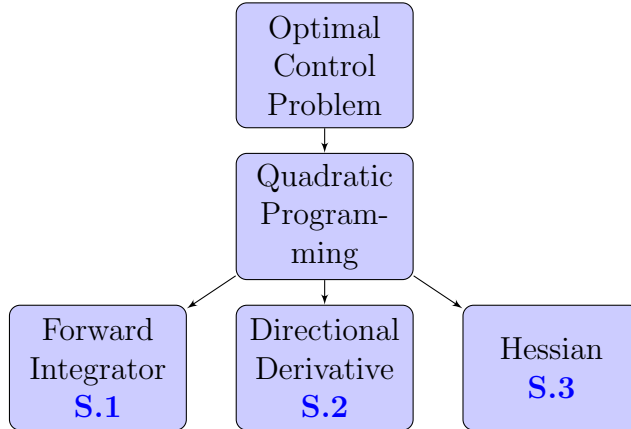 Optimal
Control
Problem
Quadratic
Program-
ming
Forward
Integrator
S.1
Directional
Derivative
S.2
Hessian
S.3